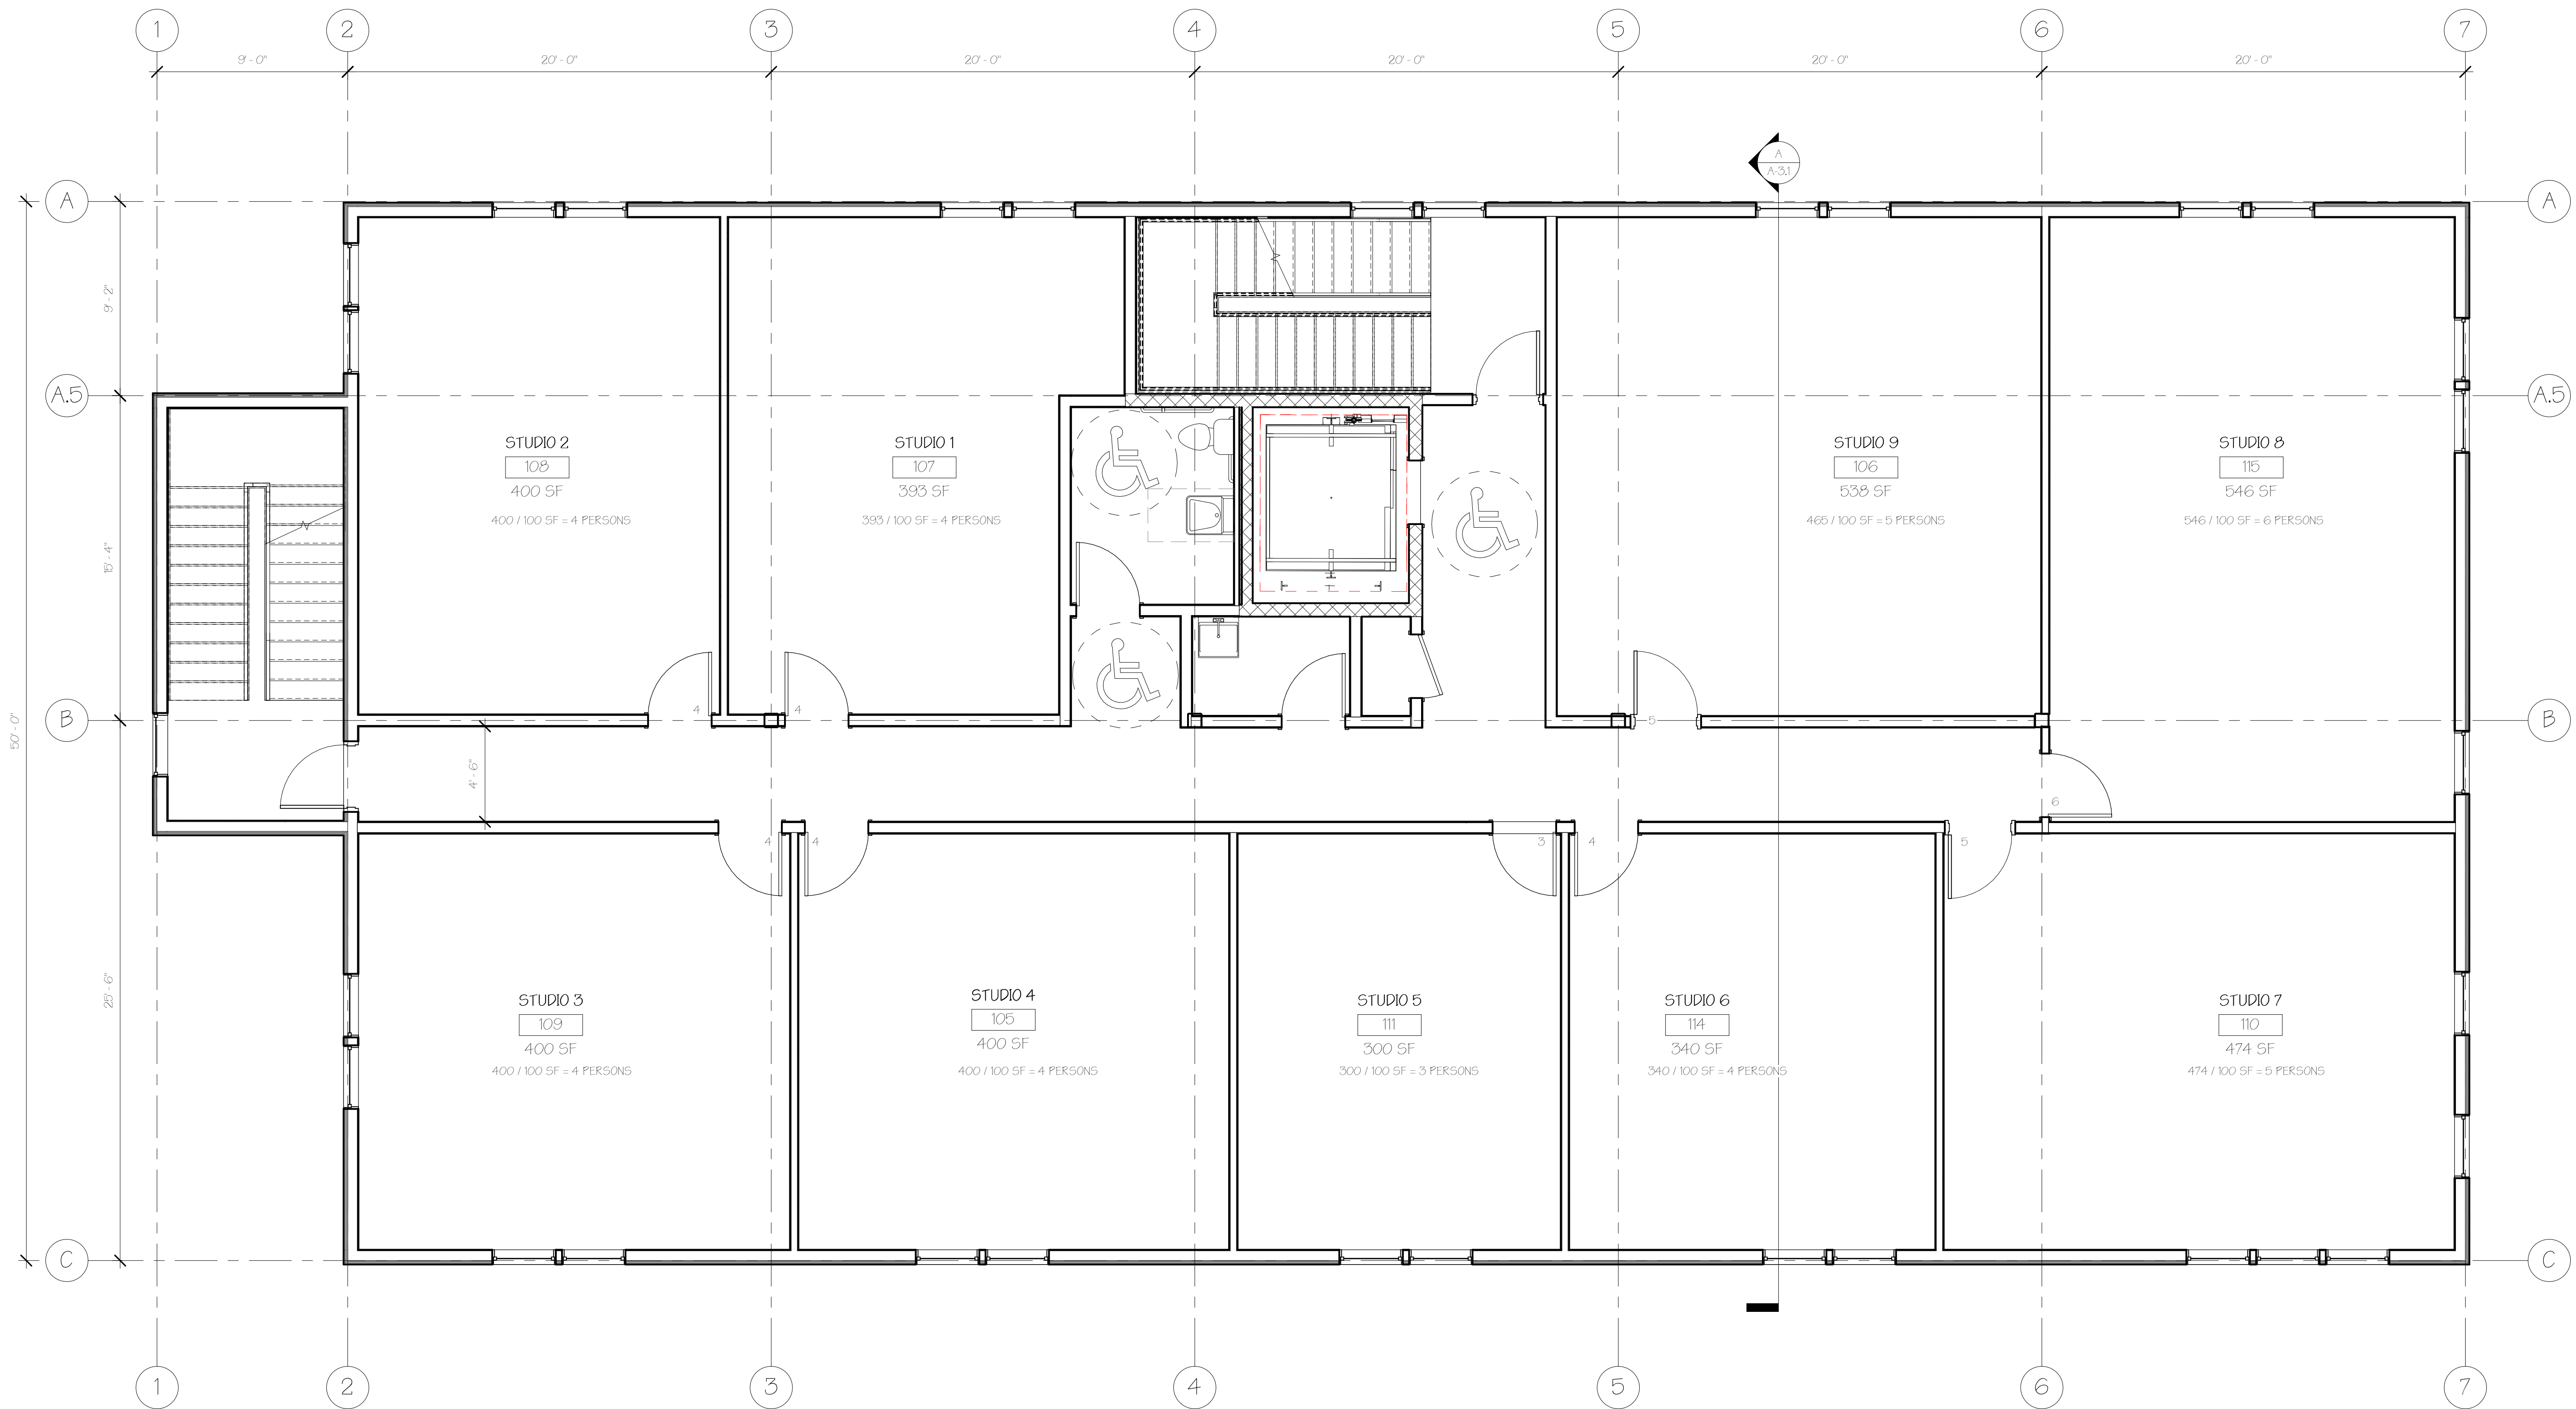 1
2
3
4
5
6
7
9' - 0"
20' - 0"
20' - 0"
20' - 0"
20' - 0"
20' - 0"
A
A-3.1
A
A
9' - 2"
A.5
A.5
STUDIO 2
108
400 SF
400 / 100 SF = 4 PERSONS
STUDIO 1
107
393 SF
393 / 100 SF = 4 PERSONS
STUDIO 9
106
538 SF
465 / 100 SF = 5 PERSONS
STUDIO 8
115
546 SF
546 / 100 SF = 6 PERSONS
15' - 4"
50' - 0"
B
4
4
5
B
4' - 6"
6
4
4
3
4
5
25' - 6"
STUDIO 3
109
400 SF
400 / 100 SF = 4 PERSONS
STUDIO 4
105
400 SF
400 / 100 SF = 4 PERSONS
STUDIO 5
111
300 SF
300 / 100 SF = 3 PERSONS
STUDIO 6
114
340 SF
340 / 100 SF = 4 PERSONS
STUDIO 7
110
474 SF
474 / 100 SF = 5 PERSONS
C
C
1
2
3
4
5
6
7